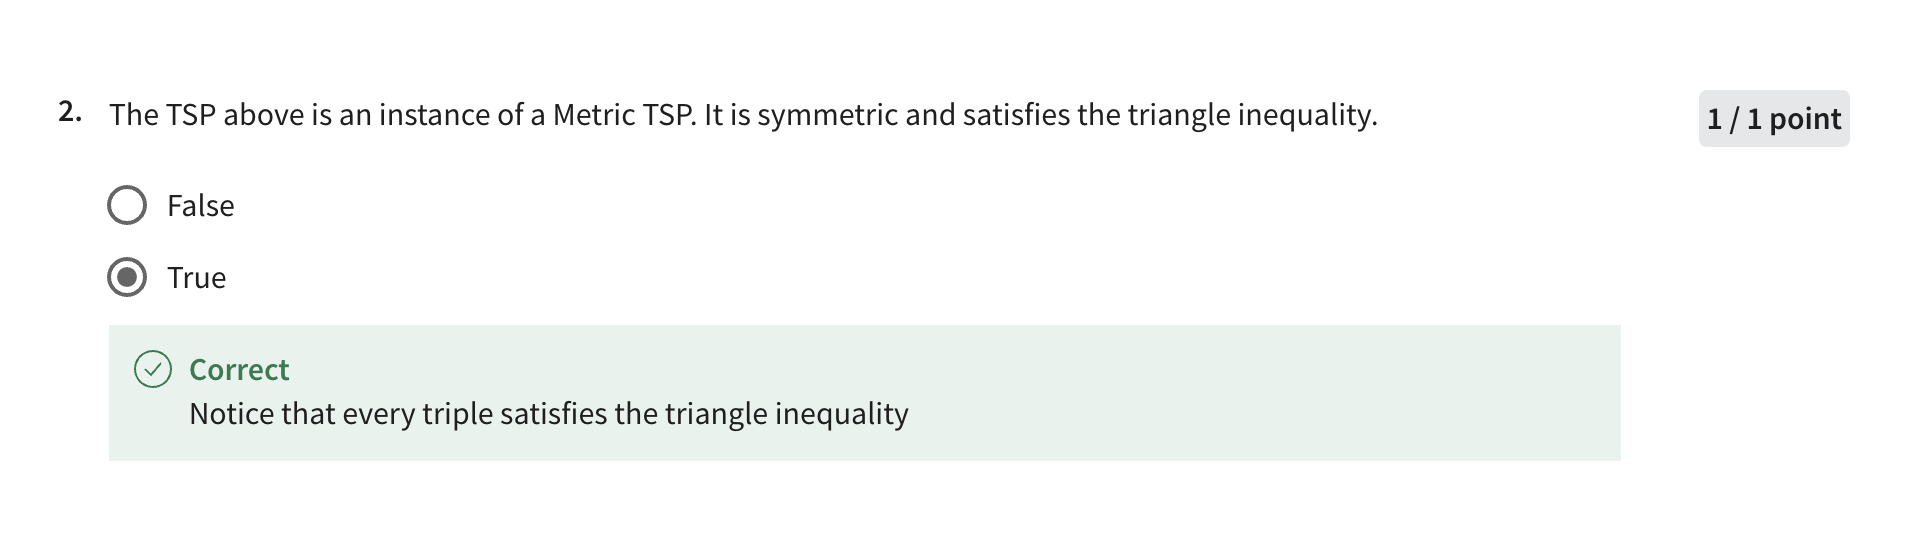 2. The TSP above is an instance of a Metric TSP. It is symmetric and satisfies the triangle inequality.
1 / 1 point
False
True
Correct
Notice that every triple satisfies the triangle inequality